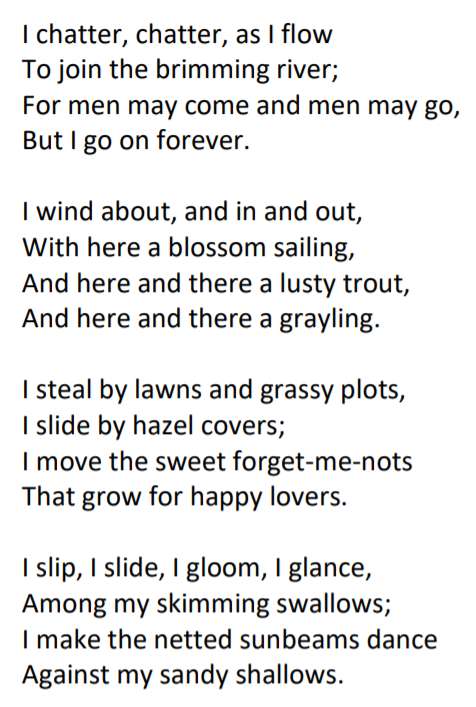 I chatter, chatter, as I flow
To join the brimming river;
For men may come and men may go,
But I go on forever.

I wind about, and in and out,
With here a blossom sailing,
And here and there a lusty trout,
And here and there a grayling.

I steal by lawns and grassy plots,
I slide by hazel covers;
I move the sweet forget-me-nots
That grow for happy lovers.

I slip, I slide, I gloom, I glance,
Among my skimming swallows;
I make the netted sunbeams dance
Against my sandy shallows.